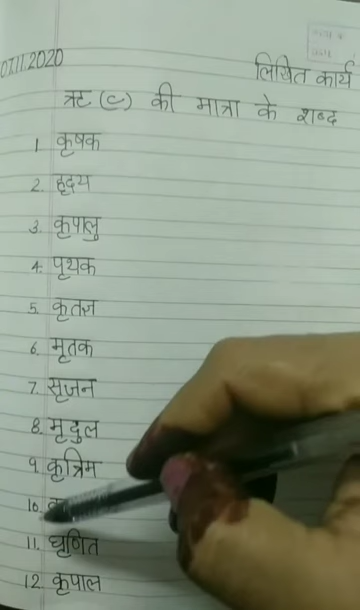 07.11.2020
लिखित कार्य
ऋ (ृ) की मात्रा के शब्द
1. कृषक
2. हृदय
3. कृपालु
4. पृथक
5. कृतज्ञ
6. मृतक
7. सृजन
8. मृदुल
9. कृत्रिम
10.
11. घृणित
12. कृपाल